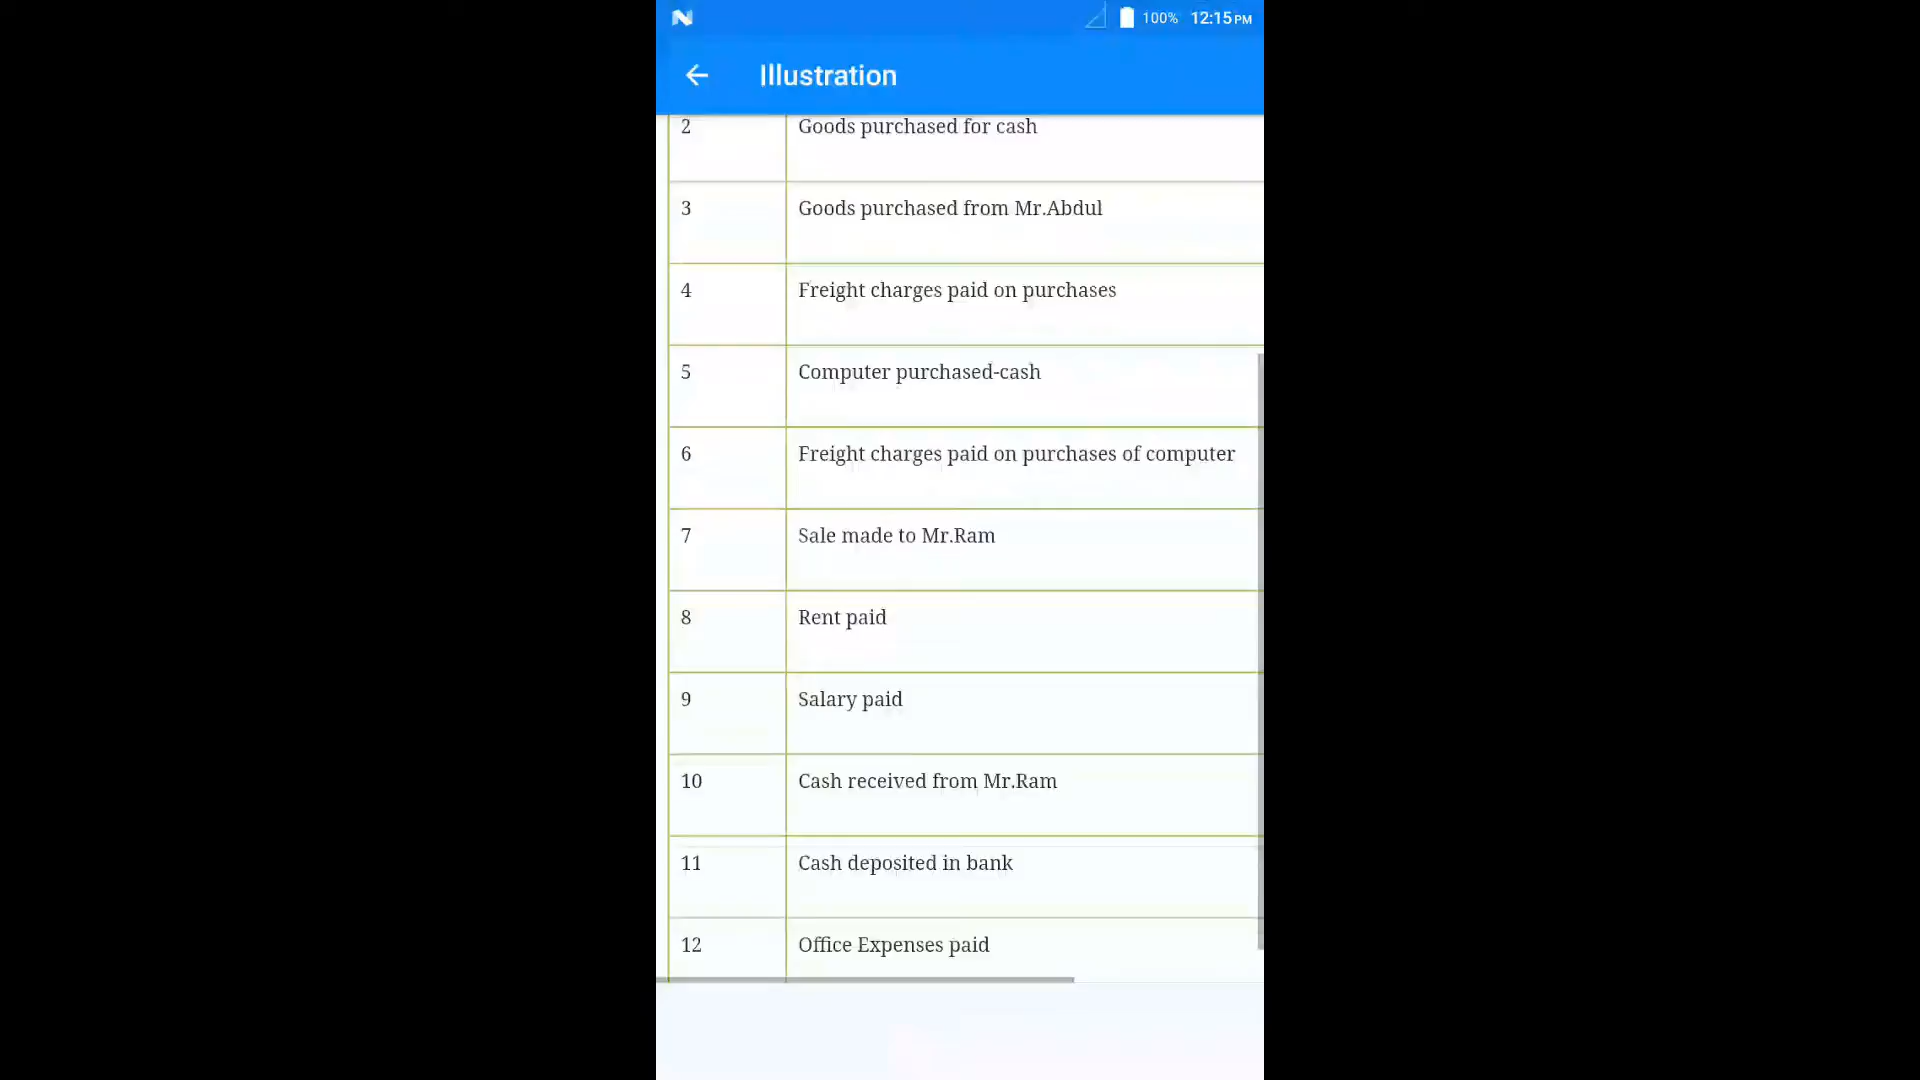 100% 12:15 PM
Illustration
2 Goods purchased for cash
3 Goods purchased from Mr.Abdul
4 Freight charges paid on purchases
5 Computer purchased-cash
6 Freight charges paid on purchases of computer
7 Sale made to Mr.Ram
8 Rent paid
9 Salary paid
10 Cash received from Mr.Ram
11 Cash deposited in bank
12 Office Expenses paid